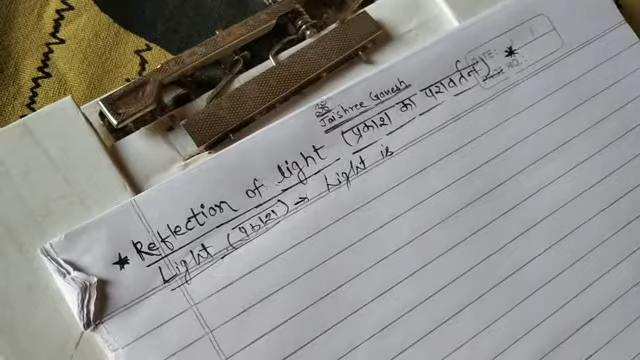 ॐ
Jaishree Ganesh
* Reflection of light (प्रकाश का परावर्तन) *
Light (प्रकाश) → Light is